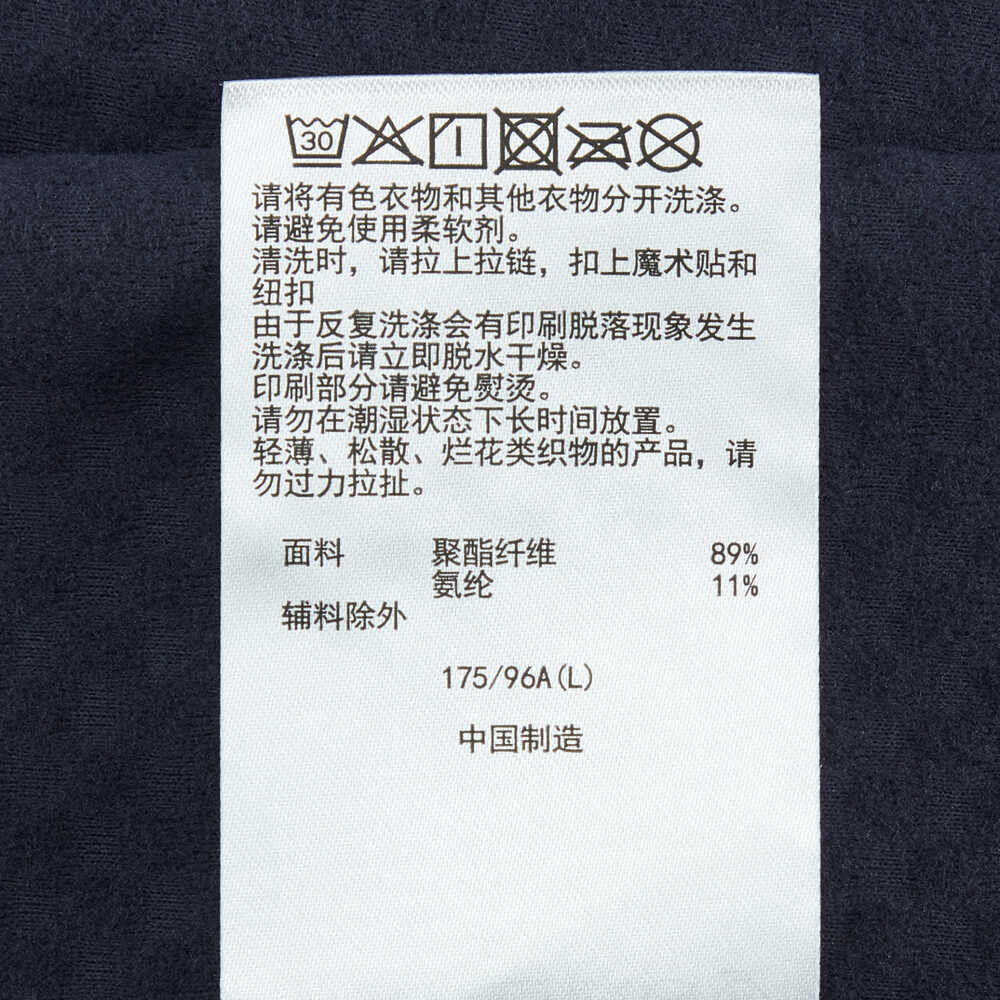 30
请将有色衣物和其他衣物分开洗涤。
请避免使用柔软剂。
清洗时，请拉上拉链，扣上魔术贴和
纽扣
由于反复洗涤会有印刷脱落现象发生
洗涤后请立即脱水干燥。
印刷部分请避免熨烫。
请勿在潮湿状态下长时间放置。
轻薄、松散、烂花类织物的产品，请
勿过力拉扯。
面料 聚酯纤维 89%
氨纶 11%
辅料除外
175/96A(L)
中国制造